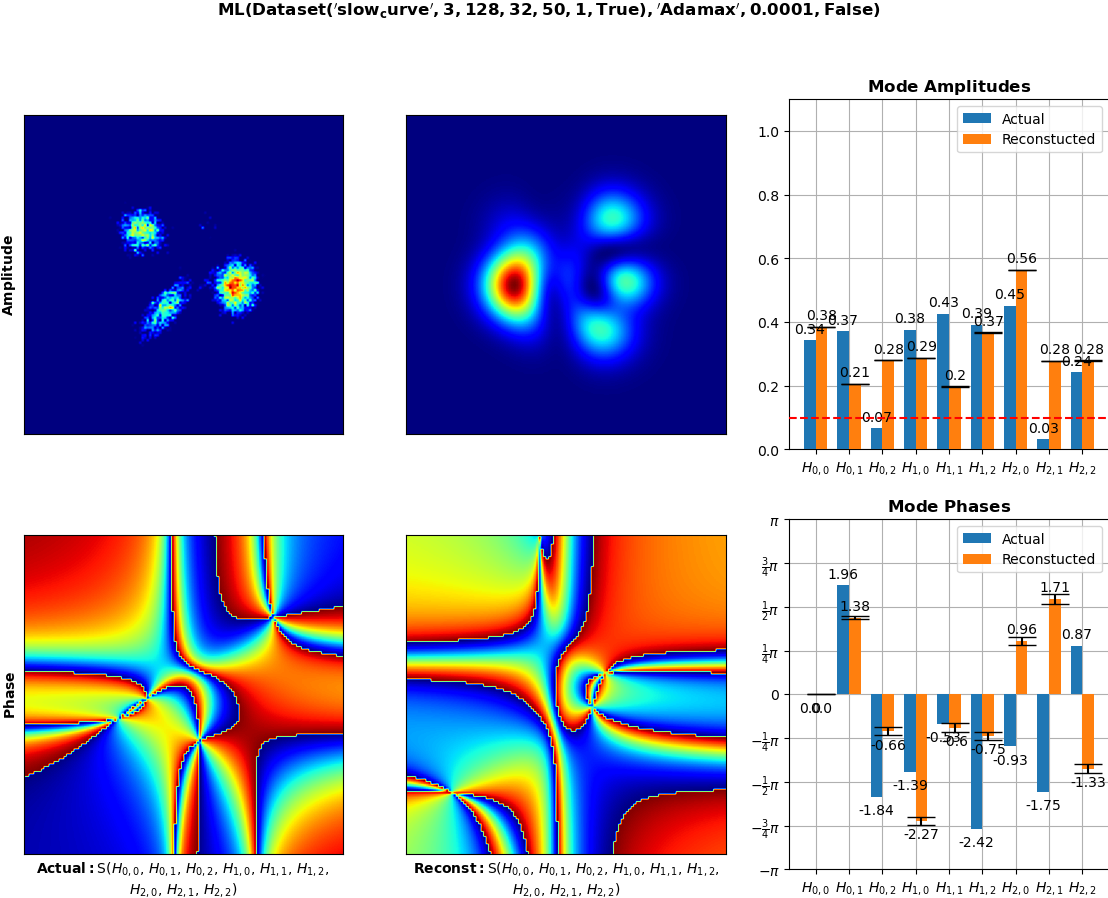 ML(Dataset('slow_curve', 3, 128, 32, 50, 1, True), 'Adamax', 0.0001, False)
Amplitude
Mode Amplitudes
Actual
Reconstucted
1.0
0.8
0.6
0.4
0.2
0.0
0.34
0.38
0.37
0.21
0.07
0.28
0.38
0.29
0.43
0.2
0.39
0.37
0.45
0.56
0.03
0.28
0.24
0.28
H0,0 H0,1 H0,2 H1,0 H1,1 H1,2 H2,0 H2,1 H2,2
Phase
Actual:S(H0,0, H0,1, H0,2, H1,0, H1,1, H1,2,
H2,0, H2,1, H2,2)
Reconst:S(H0,0, H0,1, H0,2, H1,0, H1,1, H1,2,
H2,0, H2,1, H2,2)
Mode Phases
Actual
Reconstucted
π
3/4π
1/2π
1/4π
0
−1/4π
−1/2π
−3/4π
−π
0.0
0.0
1.96
1.38
-1.84
-0.66
-1.39
-2.27
-0.53
-0.6
-2.42
-0.75
-0.93
0.96
-1.75
1.71
0.87
-1.33
H0,0 H0,1 H0,2 H1,0 H1,1 H1,2 H2,0 H2,1 H2,2